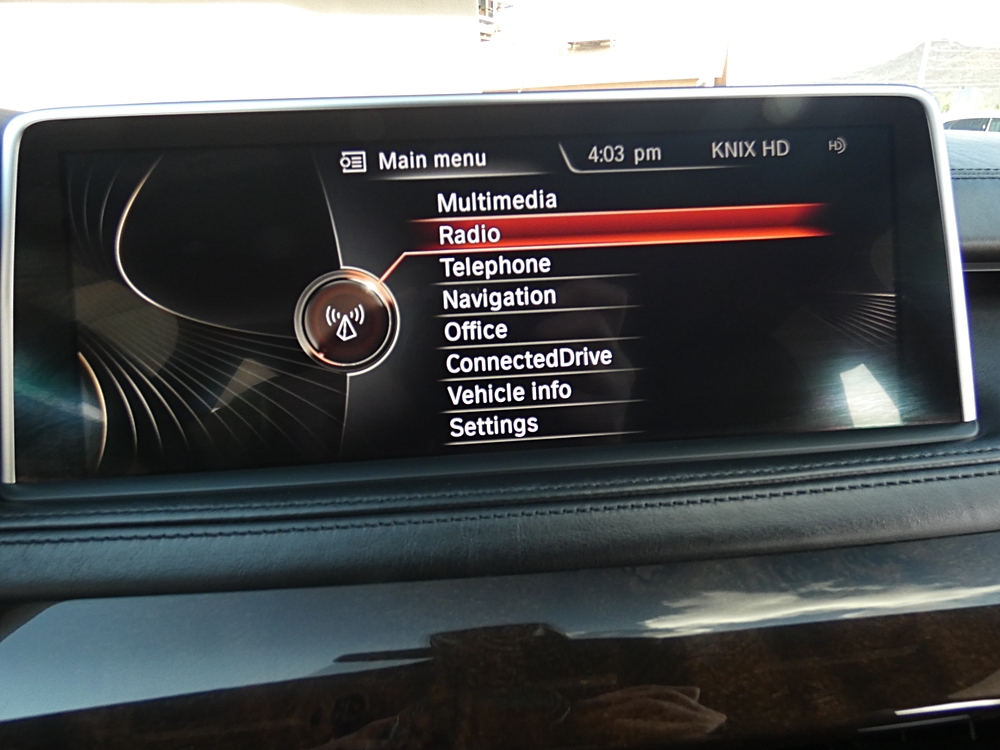 Main menu 4:03 pm KNIX HD HD
Multimedia
Radio
Telephone
Navigation
Office
ConnectedDrive
Vehicle info
Settings